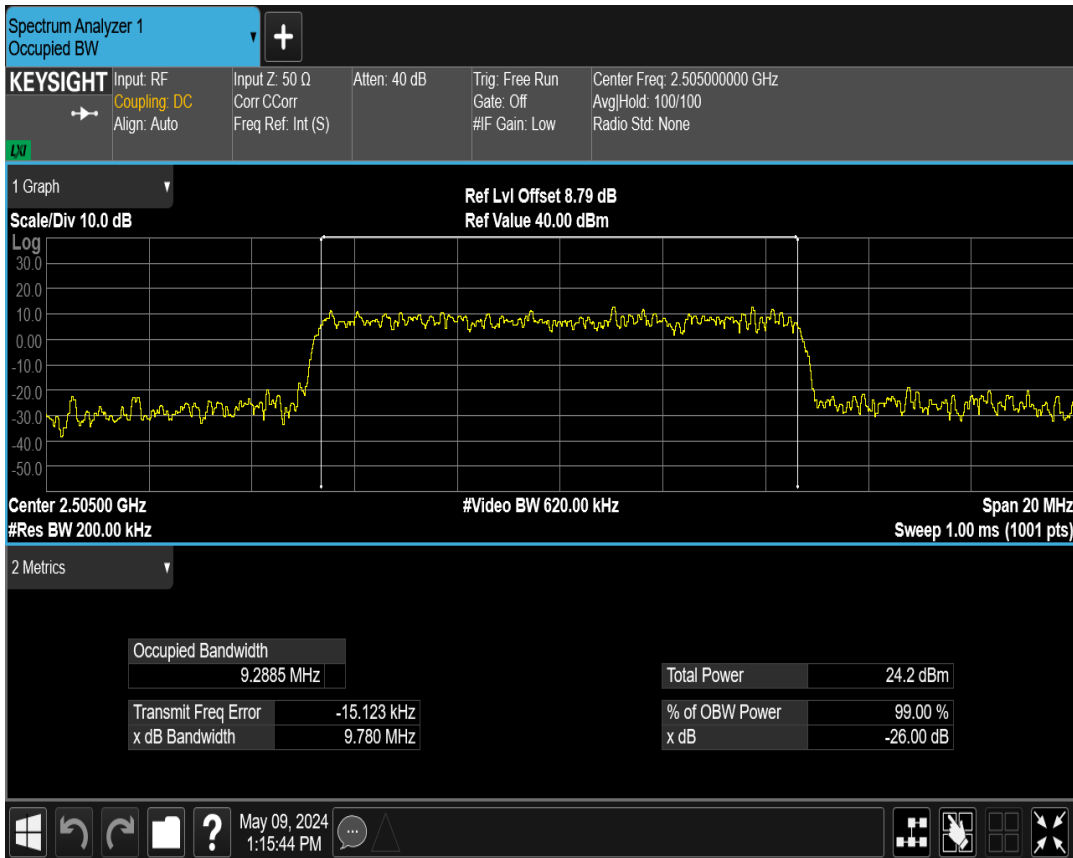 Spectrum Analyzer 1
Occupied BW
+
KEYSIGHT
LXI
Input: RF
Coupling: DC
Align: Auto
Input Z: 50 Ω
Corr CCorr
Freq Ref: Int (S)
Atten: 40 dB
Trig: Free Run
Gate: Off
#IF Gain: Low
Center Freq: 2.505000000 GHz
Avg|Hold: 100/100
Radio Std: None
1 Graph
Scale/Div 10.0 dB
Ref Lvl Offset 8.79 dB
Ref Value 40.00 dBm
Log
30.0
20.0
10.0
0.00
-10.0
-20.0
-30.0
-40.0
-50.0
Center 2.50500 GHz
#Res BW 200.00 kHz
#Video BW 620.00 kHz
Span 20 MHz
Sweep 1.00 ms (1001 pts)
2 Metrics
Occupied Bandwidth
9.2885 MHz
Transmit Freq Error -15.123 kHz
x dB Bandwidth 9.780 MHz
Total Power 24.2 dBm
% of OBW Power 99.00 %
x dB -26.00 dB
?
May 09, 2024
1:15:44 PM